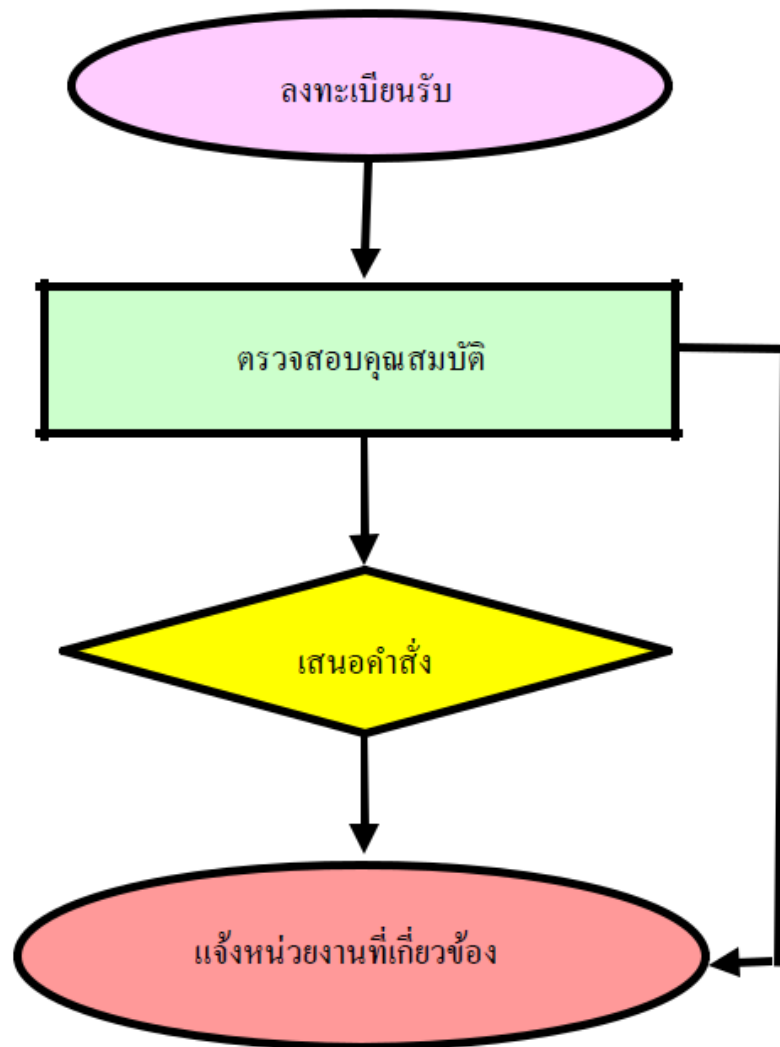 ลงทะเบียนรับ
ตรวจสอบคุณสมบัติ
เสนอคำสั่ง
แจ้งหน่วยงานที่เกี่ยวข้อง